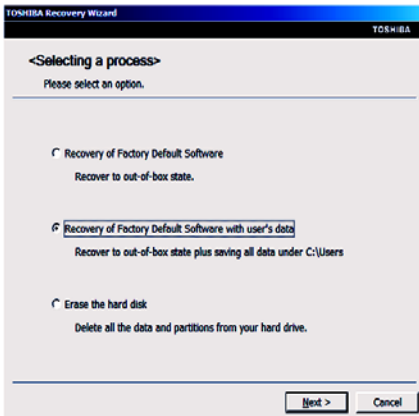 TOSHIBA Recovery Wizard
TOSHIBA
<Selecting a process>
Please select an option.
Recovery of Factory Default Software
Recover to out-of-box state.
Recovery of Factory Default Software with user's data
Recover to out-of-box state plus saving all data under C:\Users
Erase the hard disk
Delete all the data and partitions from your hard drive.
Next >
Cancel